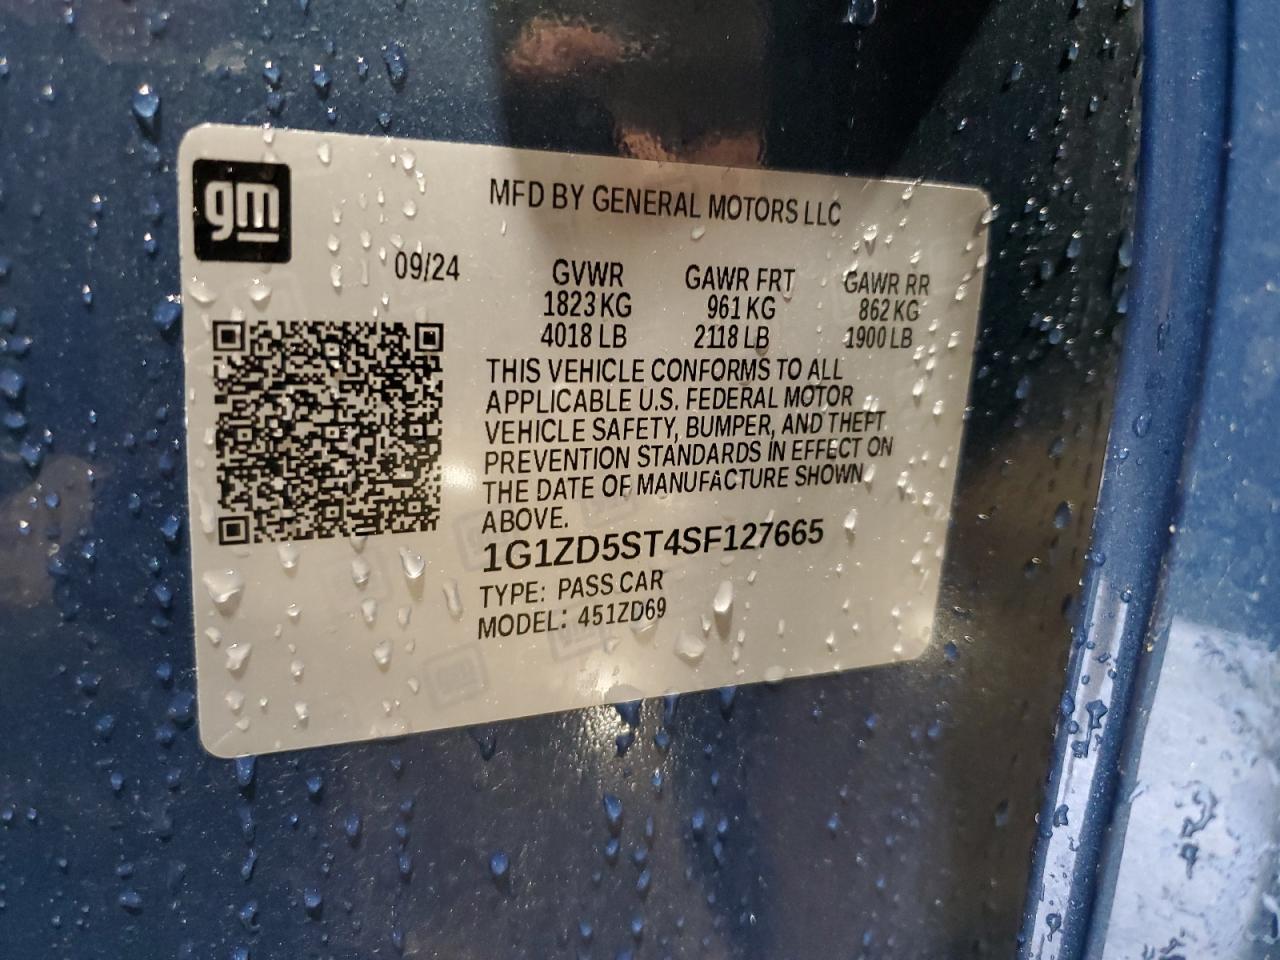 gm
MFD BY GENERAL MOTORS LLC
09/24
GVWR GAWR FRT GAWR RR
1823 KG 961 KG 862 KG
4018 LB 2118 LB 1900 LB
THIS VEHICLE CONFORMS TO ALL
APPLICABLE U.S. FEDERAL MOTOR
VEHICLE SAFETY, BUMPER, AND THEFT
PREVENTION STANDARDS IN EFFECT ON
THE DATE OF MANUFACTURE SHOWN
ABOVE.
1G1ZD5ST4SF127665
TYPE: PASS CAR
MODEL: 451ZD69